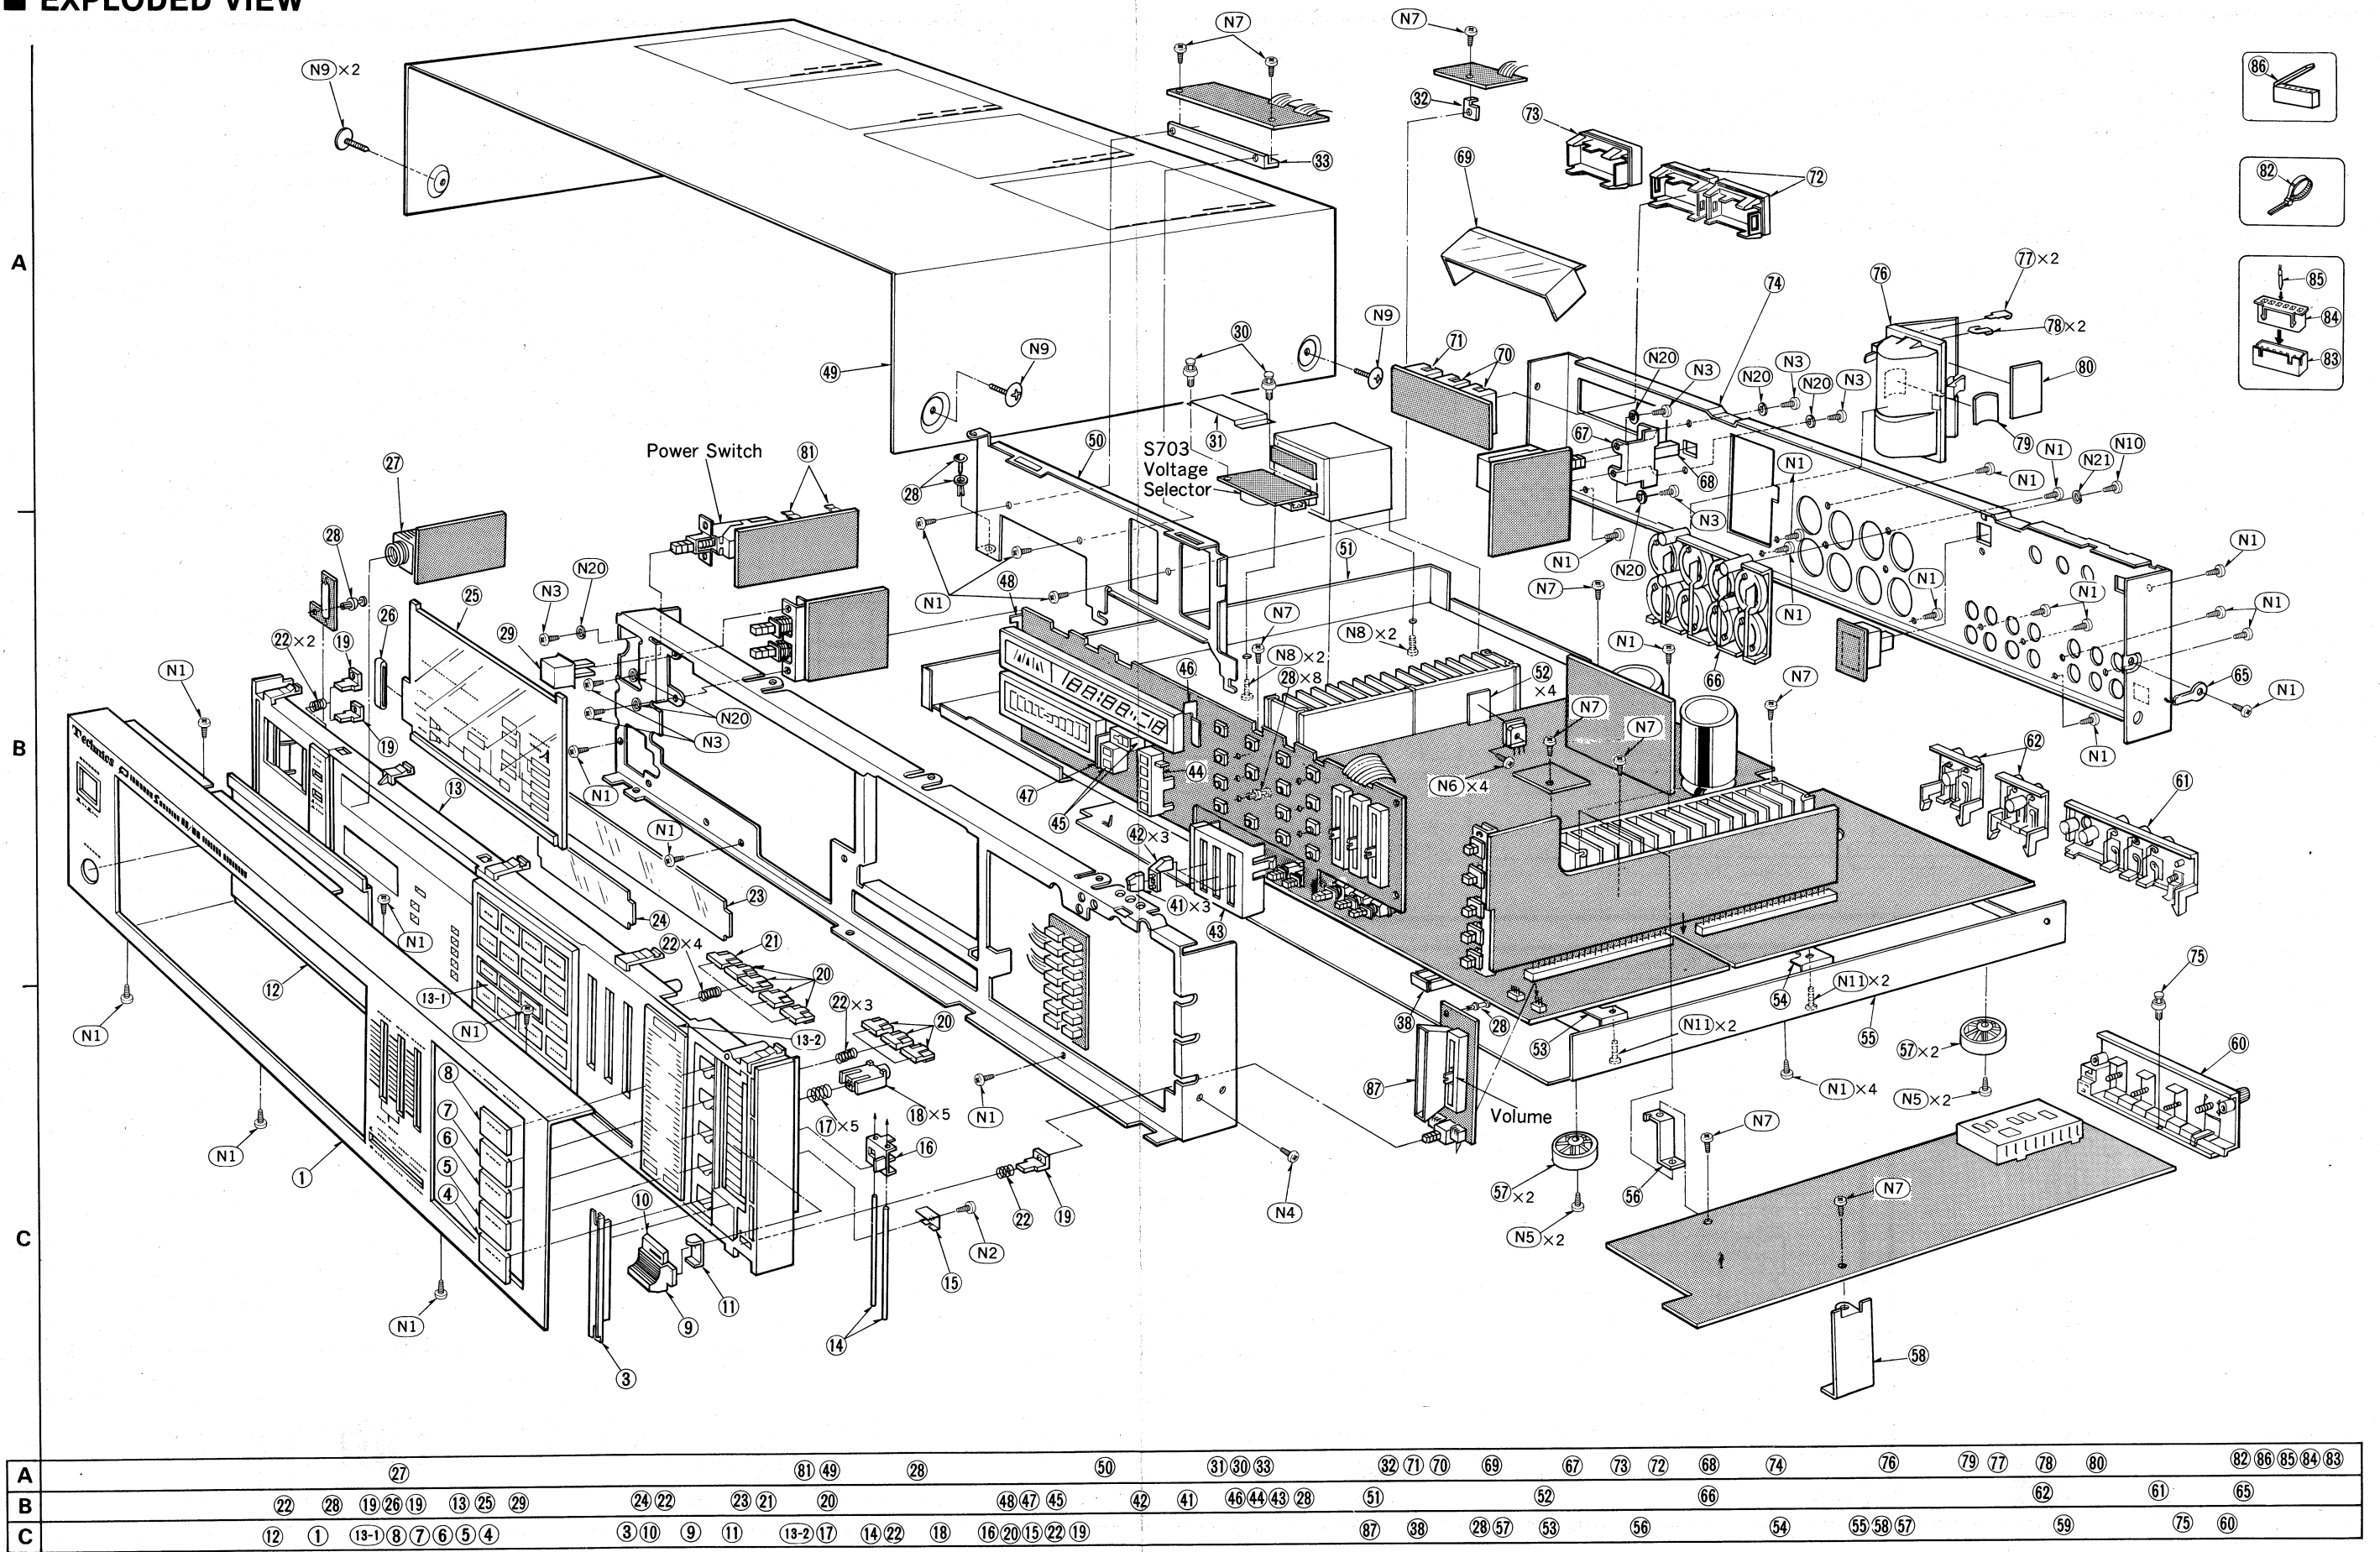 ■ EXPLODED VIEW
N7
N7
N9 ×2
86
32
73
33
69
72
82
A
77 ×2
76
85
74
84
78 ×2
N9
30
N9
71
N20
N3
N3
83
70
N20
N20
N3
49
80
31
67
79
Power Switch
81
50
S703
Voltage
Selector
27
28
68
N1
N1
N1
N21
N10
N3
28
51
N1
N20
N1
48
N7
N7
N3
N20
N1
N1
N1
N1
25
26
N8 ×2
N1
N1
22 ×2
19
29
46
N8 ×2
28 ×8
52
×4
66
N7
65
N1
N1
19
N20
N3
N7
N7
N1
B
Technics
188:88
62
13
N1
47
44
N6 ×4
61
N1
45
42 ×3
23
24
41 ×3
43
N1
22 ×4
21
20
12
13-1
22 ×3
20
38
28
54
N11 ×2
75
N1
N1
13-2
53
N11 ×2
55
57 ×2
60
8
87
N1 ×4
7
18 ×5
N1
Volume
N5 ×2
N1
6
17 ×5
16
N7
1
5
4
10
22
19
57 ×2
56
N7
N4
C
N2
N5 ×2
15
11
N1
9
14
58
3
A 27 81 49 28 50 31 30 33 32 71 70 69 67 73 72 68 74 76 79 77 78 80 82 86 85 84 83
B 22 28 19 26 19 13 25 29 24 22 23 21 20 48 47 45 42 41 46 44 43 28 51 52 66 62 61 65
C 12 1 13-1 8 7 6 5 4 3 10 9 11 13-2 17 14 22 18 16 20 15 22 19 87 38 28 57 53 56 54 55 58 57 59 75 60